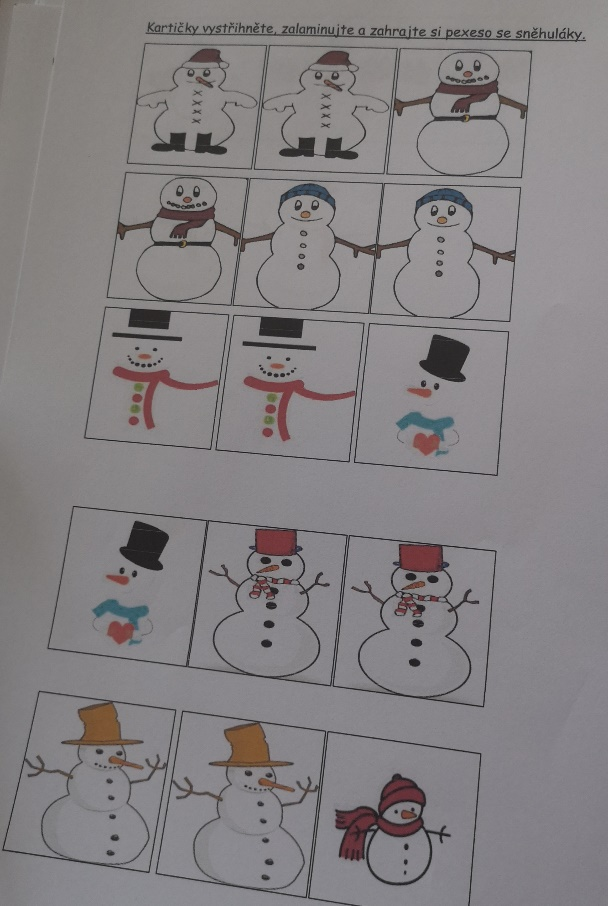 Kartičky vystřihněte, zalaminujte a zahrajte si pexeso se sněhuláky.